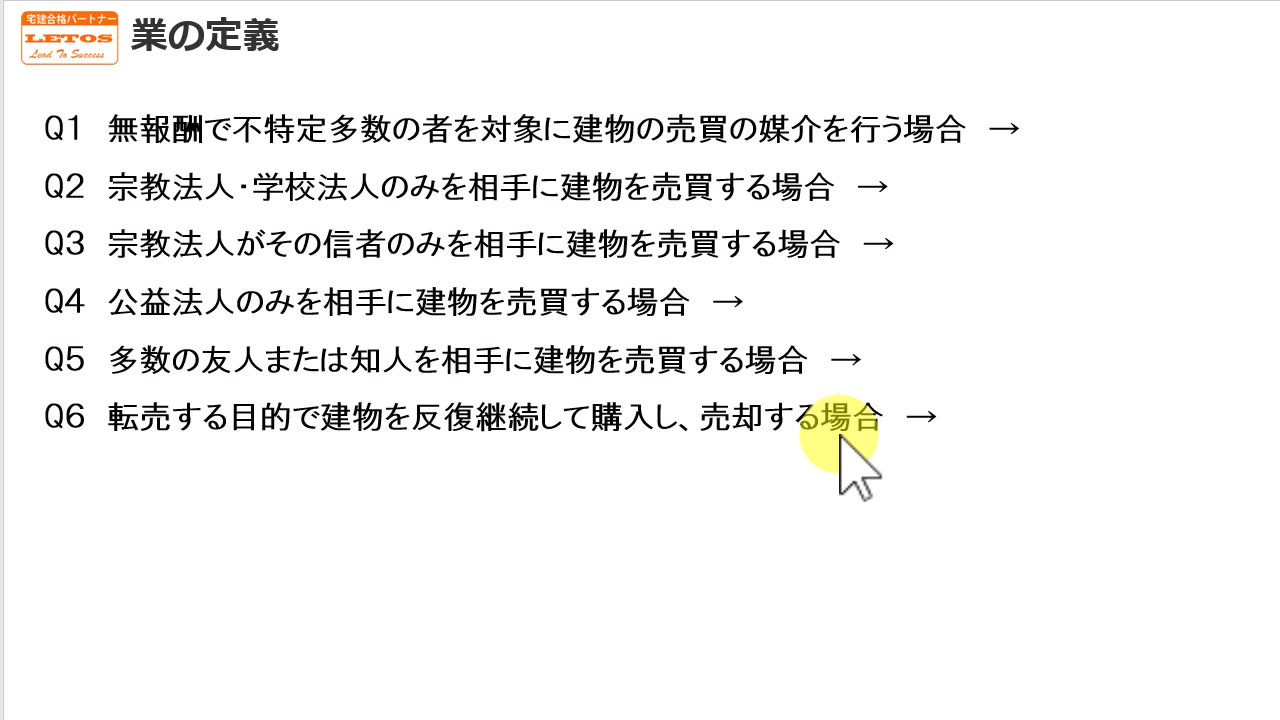 宅建合格パートナー
LETOS
Lead To Success
業の定義
Q1 無報酬で不特定多数の者を対象に建物の売買の媒介を行う場合 →
Q2 宗教法人・学校法人のみを相手に建物を売買する場合 →
Q3 宗教法人がその信者のみを相手に建物を売買する場合 →
Q4 公益法人のみを相手に建物を売買する場合 →
Q5 多数の友人または知人を相手に建物を売買する場合 →
Q6 転売する目的で建物を反復継続して購入し、売却する場合 →